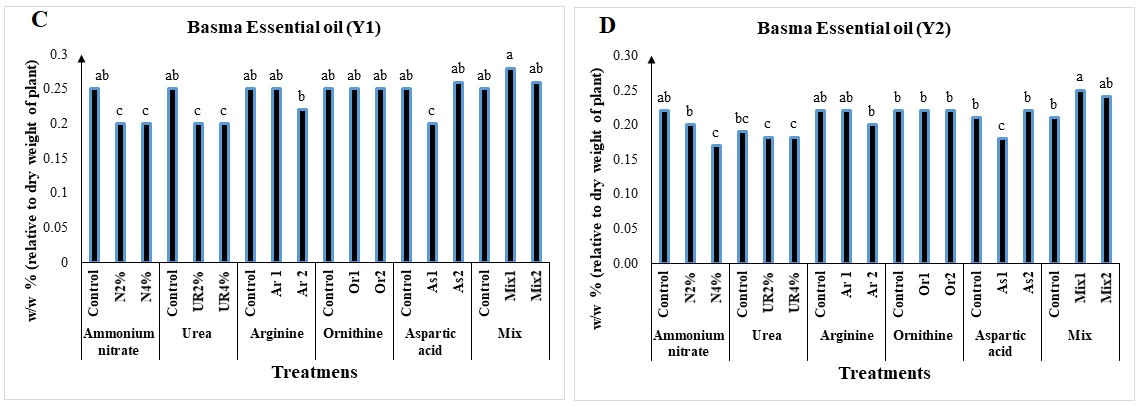 C
Basma Essential oil (Y1)
w/w % (relative to dry weight of plant)
0.3
0.25
0.2
0.15
0.1
0.05
0
ab c c ab c c ab ab b ab ab ab ab c ab ab a ab
Control N2% N4% Control UR2% UR4% Control Ar 1 Ar 2 Control Or1 Or2 Control As1 As2 Control Mix1 Mix2
Ammonium Urea Arginine Ornithine Aspartic Mix
nitrate acid
Treatmens
D
Basma Essential oil (Y2)
w/w % (relative to dry weight of plant)
0.30
0.25
0.20
0.15
0.10
0.05
0.00
ab b c bc c c ab ab b b b b b c b b a ab
Control N2% N4% Control UR2% UR4% Control Ar 1 Ar 2 Control Or1 Or2 Control As1 As2 Control Mix1 Mix2
Ammonium Urea Arginine Ornithine Aspartic Mix
nitrate acid
Treatments